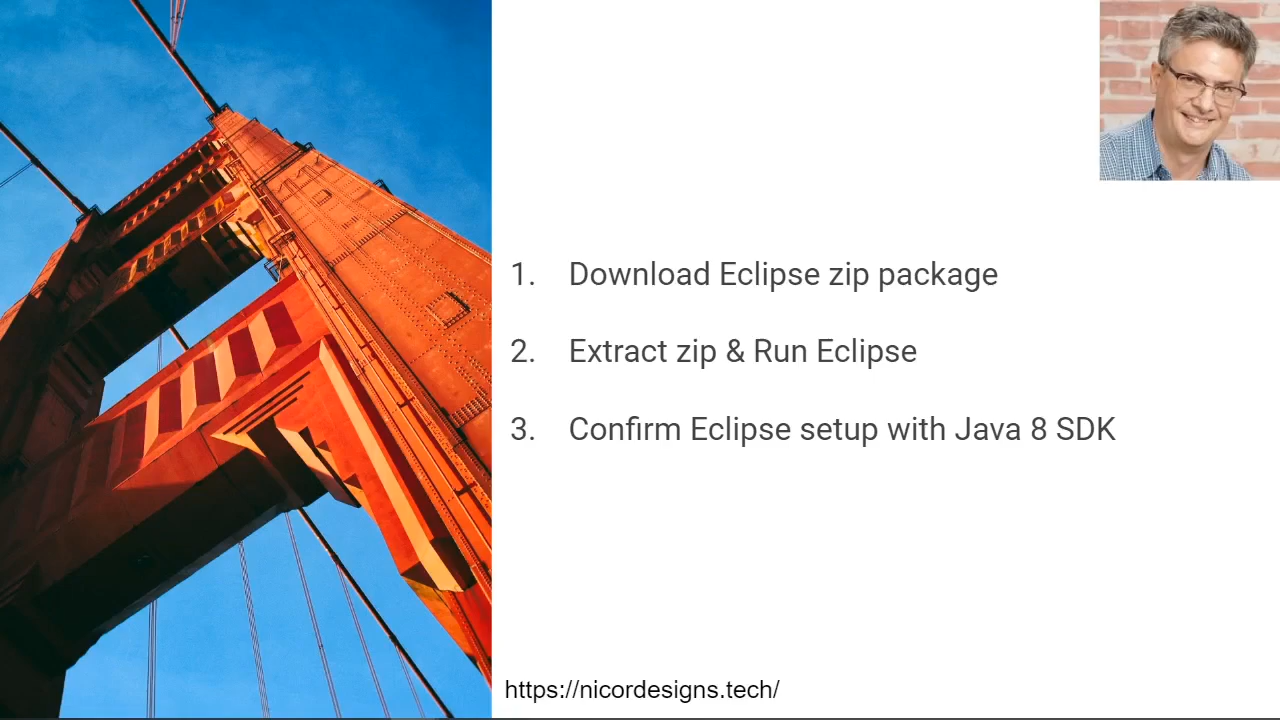 1. Download Eclipse zip package
2. Extract zip & Run Eclipse
3. Confirm Eclipse setup with Java 8 SDK
https://nicordesigns.tech/